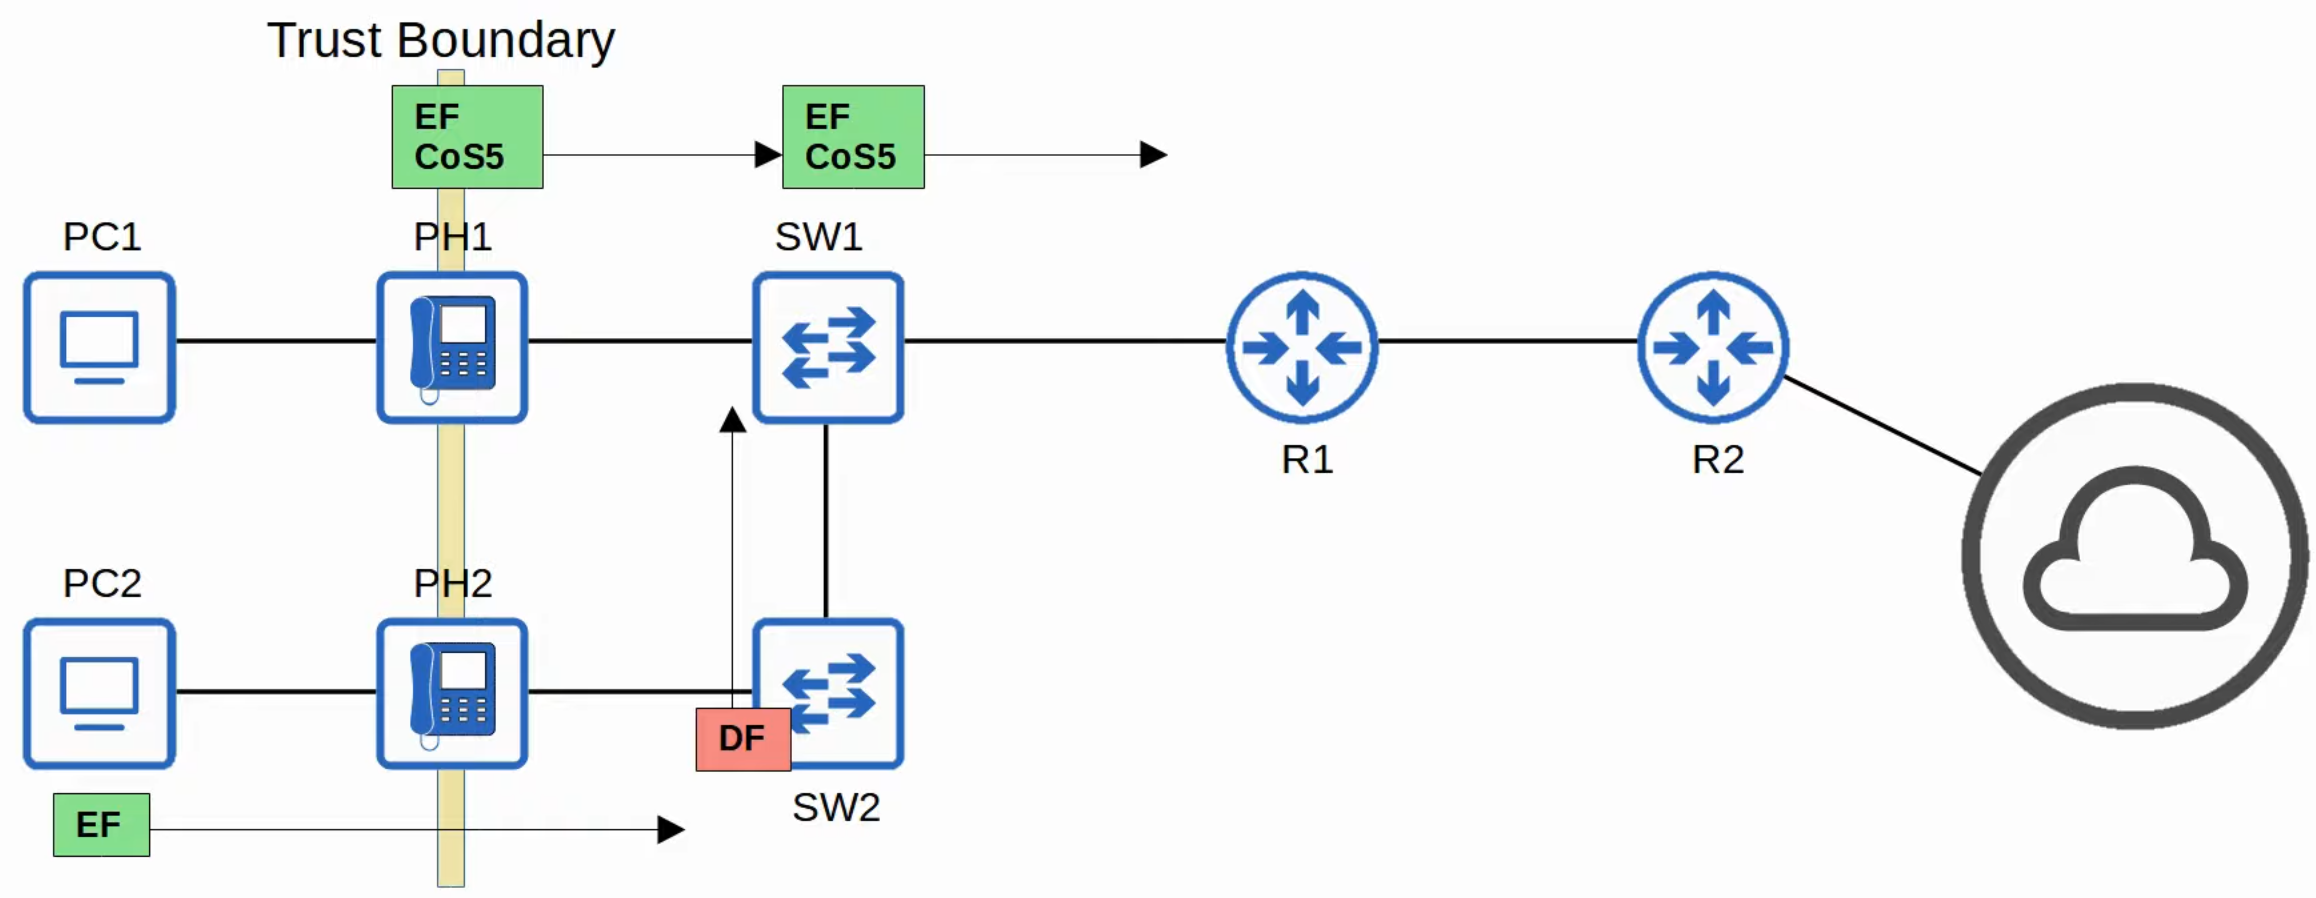 Trust Boundary
EF
CoS5
EF
CoS5
PC1
PH1
SW1
R1
R2
PC2
PH2
DF
SW2
EF